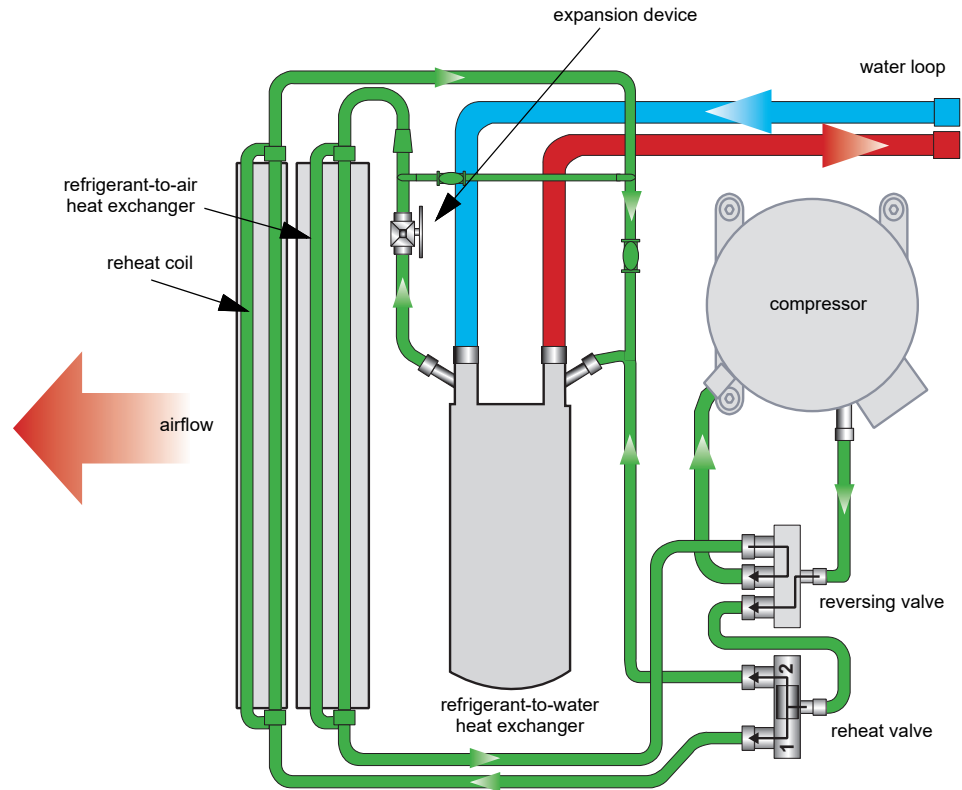 expansion device
water loop
refrigerant-to-air
heat exchanger
reheat coil
compressor
airflow
reversing valve
2
refrigerant-to-water
heat exchanger
reheat valve
1